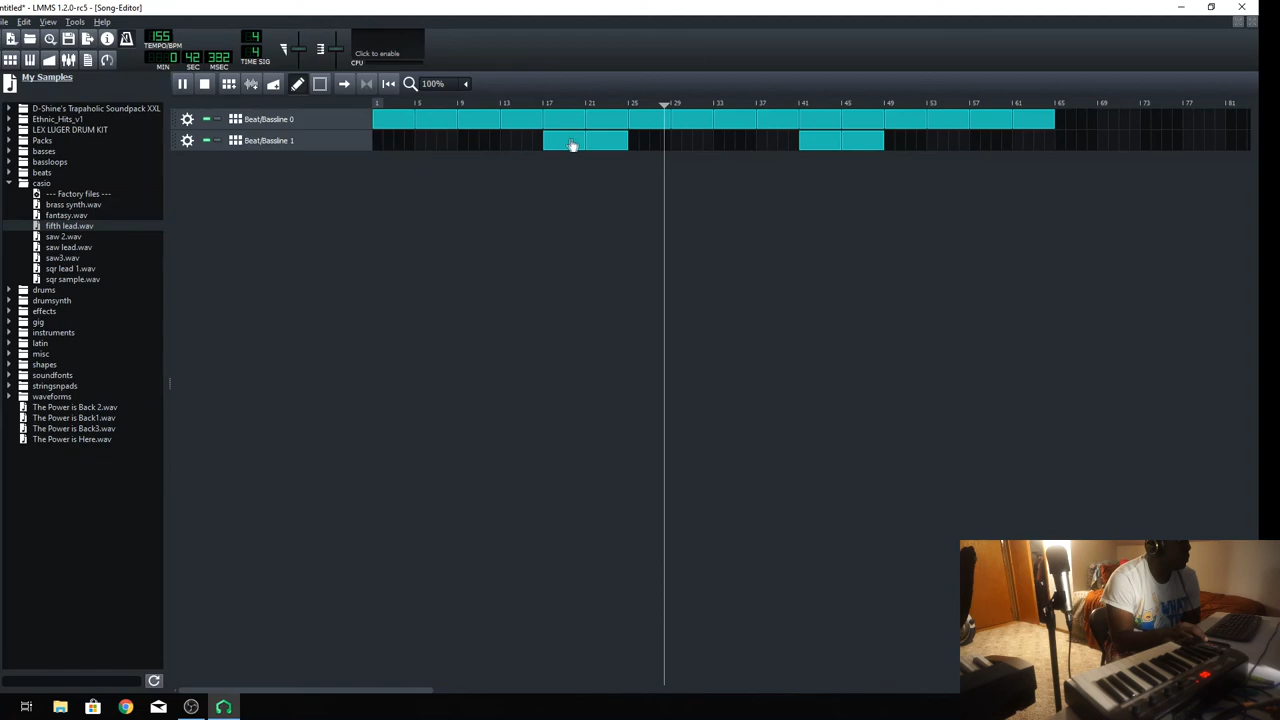 ntitled* - LMMS 1.2.0-rc5 - [Song-Editor]
ile Edit View Tools Help
155
TEMPO/BPM
0 42 382
MIN SEC MSEC
4
4
TIME SIG
Click to enable
CPU
My Samples
100%
1 5 9 13 17 21 25 29 33 37 41 45 49 53 57 61 65 69 73 77 81
Beat/Bassline 0
Beat/Bassline 1
D-Shine's Trapaholic Soundpack XXL
Ethnic_Hits_v1
LEX LUGER DRUM KIT
Packs
basses
bassloops
beats
casio
--- Factory files ---
brass synth.wav
fantasy.wav
fifth lead.wav
saw 2.wav
saw lead.wav
saw3.wav
sqr lead 1.wav
sqr sample.wav
drums
drumsynth
effects
gig
instruments
latin
misc
shapes
soundfonts
stringsnpads
waveforms
The Power is Back 2.wav
The Power is Back1.wav
The Power is Back3.wav
The Power is Here.wav